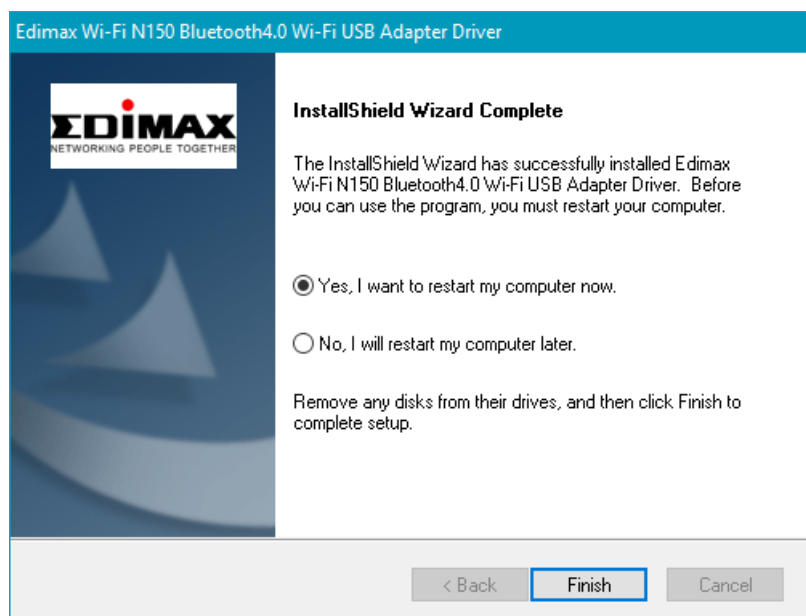 Edimax Wi-Fi N150 Bluetooth4.0 Wi-Fi USB Adapter Driver
EDIMAX
NETWORKING PEOPLE TOGETHER
InstallShield Wizard Complete
The InstallShield Wizard has successfully installed Edimax
Wi-Fi N150 Bluetooth4.0 Wi-Fi USB Adapter Driver. Before
you can use the program, you must restart your computer.
Yes, I want to restart my computer now.
No, I will restart my computer later.
Remove any disks from their drives, and then click Finish to
complete setup.
< Back
Finish
Cancel